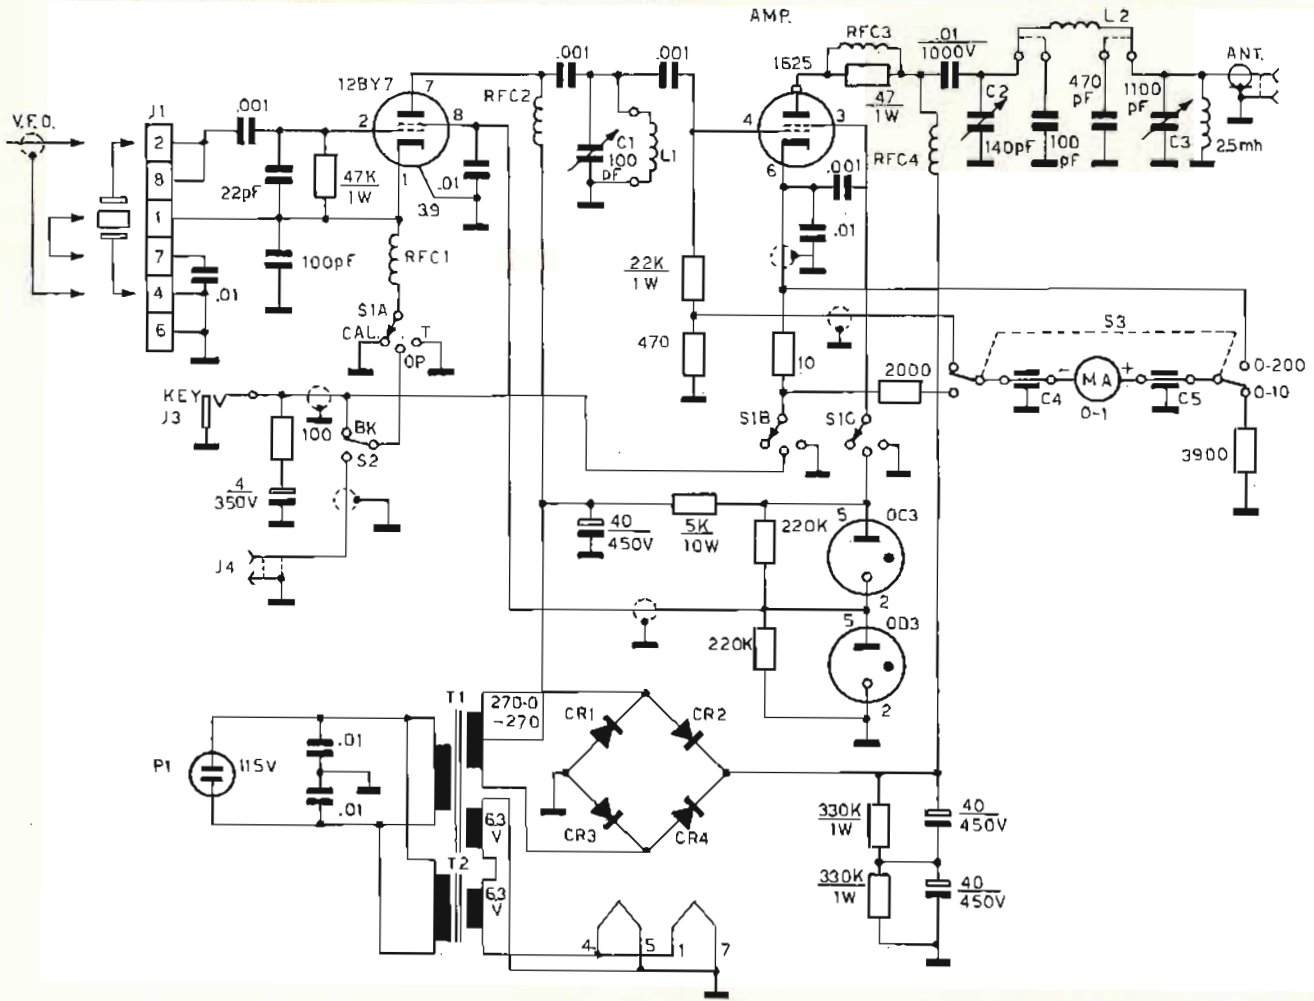 AMP.
L2
RFC3
.01
1000V
ANT.
.001
.001
1625
12BY7
7
RFC2
47
1W
C2
470
pF
1100
pF
J1
.001
V.F.O.
2
2
8
4
3
C1
100
pF
L1
140pF
100
pF
C3
2.5mh
RFC4
8
22pF
47K
1W
1
.01
6
.001
1
3.9
.01
7
100pF
RFC1
22K
1W
4
.01
S1A
CAL.
T
OP
S3
6
470
10
2000
MA
- +
0-200
0-10
KEY
J3
C4
0-1
C5
100
BK
S2
S1B
S1C
3900
4
350V
40
450V
5K
10W
220K
5
OC3
J4
2
5
OD3
220K
2
T1
270-0
-270
CR1
CR2
P1
115V
.01
.01
6.3
V
CR3
CR4
330K
1W
40
450V
T2
6.3
V
330K
1W
40
450V
4
5
1
7